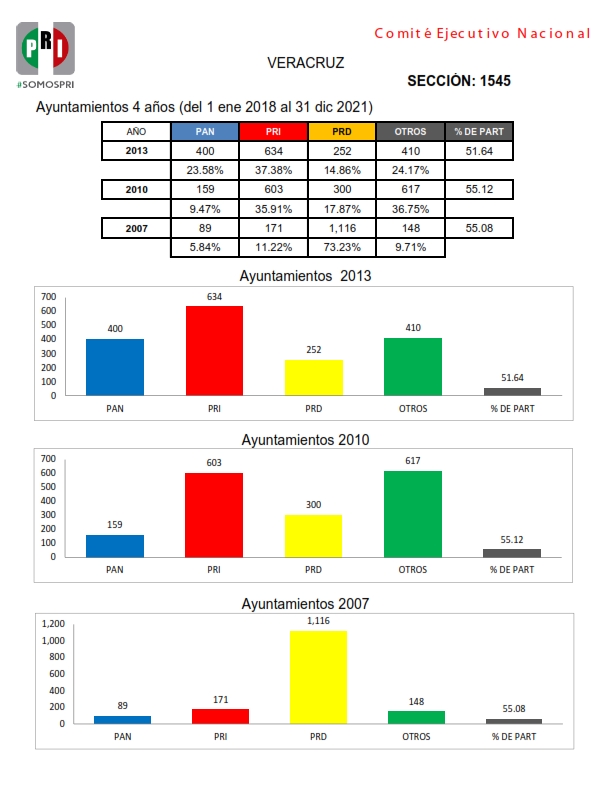 Comité Ejecutivo Nacional
PRI
#SOMOSPRI
VERACRUZ
SECCIÓN: 1545
Ayuntamientos 4 años (del 1 ene 2018 al 31 dic 2021)
AÑO PAN PRI PRD OTROS % DE PART
2013 400 634 252 410 51.64
23.58% 37.38% 14.86% 24.17%
2010 159 603 300 617 55.12
9.47% 35.91% 17.87% 36.75%
2007 89 171 1,116 148 55.08
5.84% 11.22% 73.23% 9.71%
Ayuntamientos 2013
700
600
500
400
300
200
100
0
400 634 252 410 51.64
PAN PRI PRD OTROS % DE PART
Ayuntamientos 2010
700
600
500
400
300
200
100
0
159 603 300 617 55.12
PAN PRI PRD OTROS % DE PART
Ayuntamientos 2007
1,200
1,000
800
600
400
200
0
89 171 1,116 148 55.08
PAN PRI PRD OTROS % DE PART